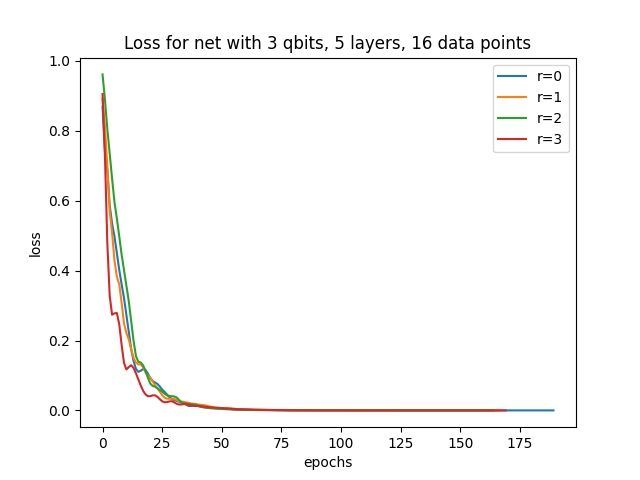 Loss for net with 3 qbits, 5 layers, 16 data points
r=0
r=1
r=2
r=3
loss
1.0
0.8
0.6
0.4
0.2
0.0
0 25 50 75 100 125 150 175
epochs